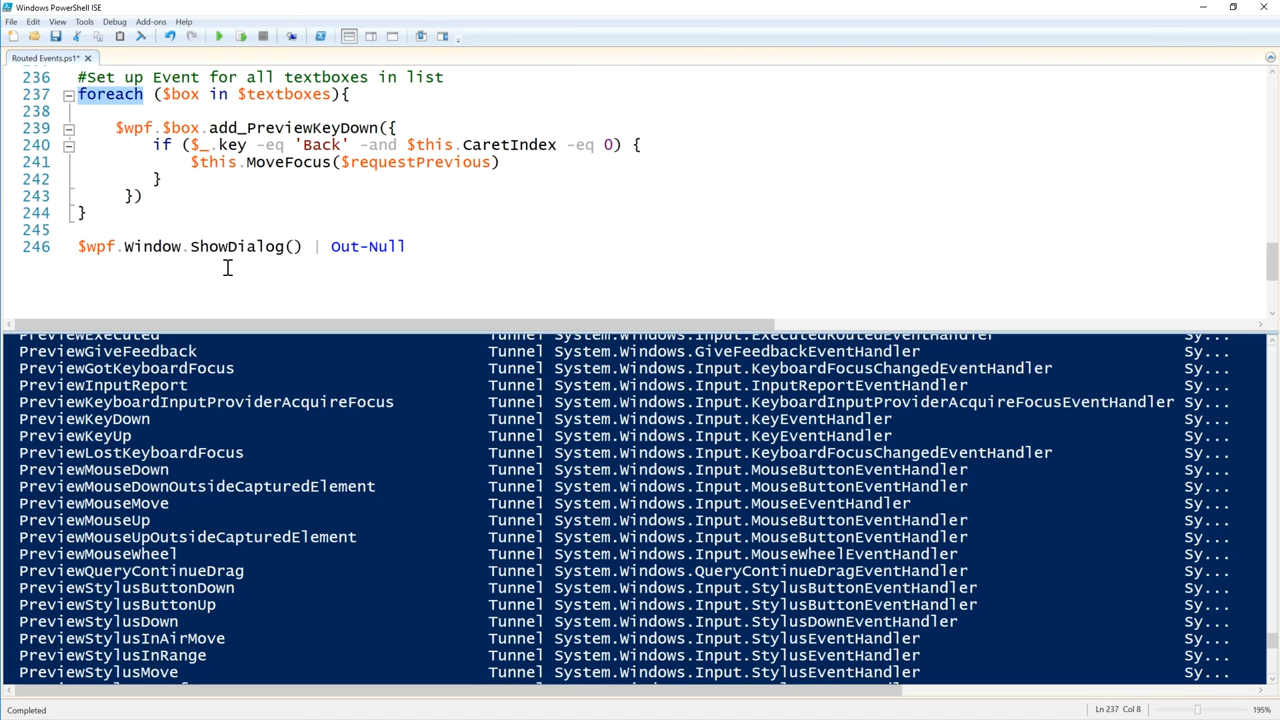 Windows PowerShell ISE
File Edit View Tools Debug Add-ons Help
Routed Events.ps1*
236 #Set up Event for all textboxes in list
237 foreach ($box in $textboxes){
238
239 $wpf.$box.add_PreviewKeyDown({
240 if ($_.key -eq 'Back' -and $this.CaretIndex -eq 0) {
241 $this.MoveFocus($requestPrevious)
242 }
243 })
244 }
245
246 $wpf.Window.ShowDialog() | Out-Null
PreviewExecuted Tunnel System.Windows.Input.ExecutedRoutedEventHandler Sy...
PreviewGiveFeedback Tunnel System.Windows.GiveFeedbackEventHandler Sy...
PreviewGotKeyboardFocus Tunnel System.Windows.Input.KeyboardFocusChangedEventHandler Sy...
PreviewInputReport Tunnel System.Windows.Input.InputReportEventHandler Sy...
PreviewKeyboardInputProviderAcquireFocus Tunnel System.Windows.Input.KeyboardInputProviderAcquireFocusEventHandler Sy...
PreviewKeyDown Tunnel System.Windows.Input.KeyEventHandler Sy...
PreviewKeyUp Tunnel System.Windows.Input.KeyEventHandler Sy...
PreviewLostKeyboardFocus Tunnel System.Windows.Input.KeyboardFocusChangedEventHandler Sy...
PreviewMouseDown Tunnel System.Windows.Input.MouseButtonEventHandler Sy...
PreviewMouseDownOutsideCapturedElement Tunnel System.Windows.Input.MouseButtonEventHandler Sy...
PreviewMouseMove Tunnel System.Windows.Input.MouseEventHandler Sy...
PreviewMouseUp Tunnel System.Windows.Input.MouseButtonEventHandler Sy...
PreviewMouseUpOutsideCapturedElement Tunnel System.Windows.Input.MouseButtonEventHandler Sy...
PreviewMouseWheel Tunnel System.Windows.Input.MouseWheelEventHandler Sy...
PreviewQueryContinueDrag Tunnel System.Windows.QueryContinueDragEventHandler Sy...
PreviewStylusButtonDown Tunnel System.Windows.Input.StylusButtonEventHandler Sy...
PreviewStylusButtonUp Tunnel System.Windows.Input.StylusButtonEventHandler Sy...
PreviewStylusDown Tunnel System.Windows.Input.StylusDownEventHandler Sy...
PreviewStylusInAirMove Tunnel System.Windows.Input.StylusEventHandler Sy...
PreviewStylusInRange Tunnel System.Windows.Input.StylusEventHandler Sy...
PreviewStylusMove Tunnel System.Windows.Input.StylusEventHandler Sy...
Completed Ln 237 Col 8 195%